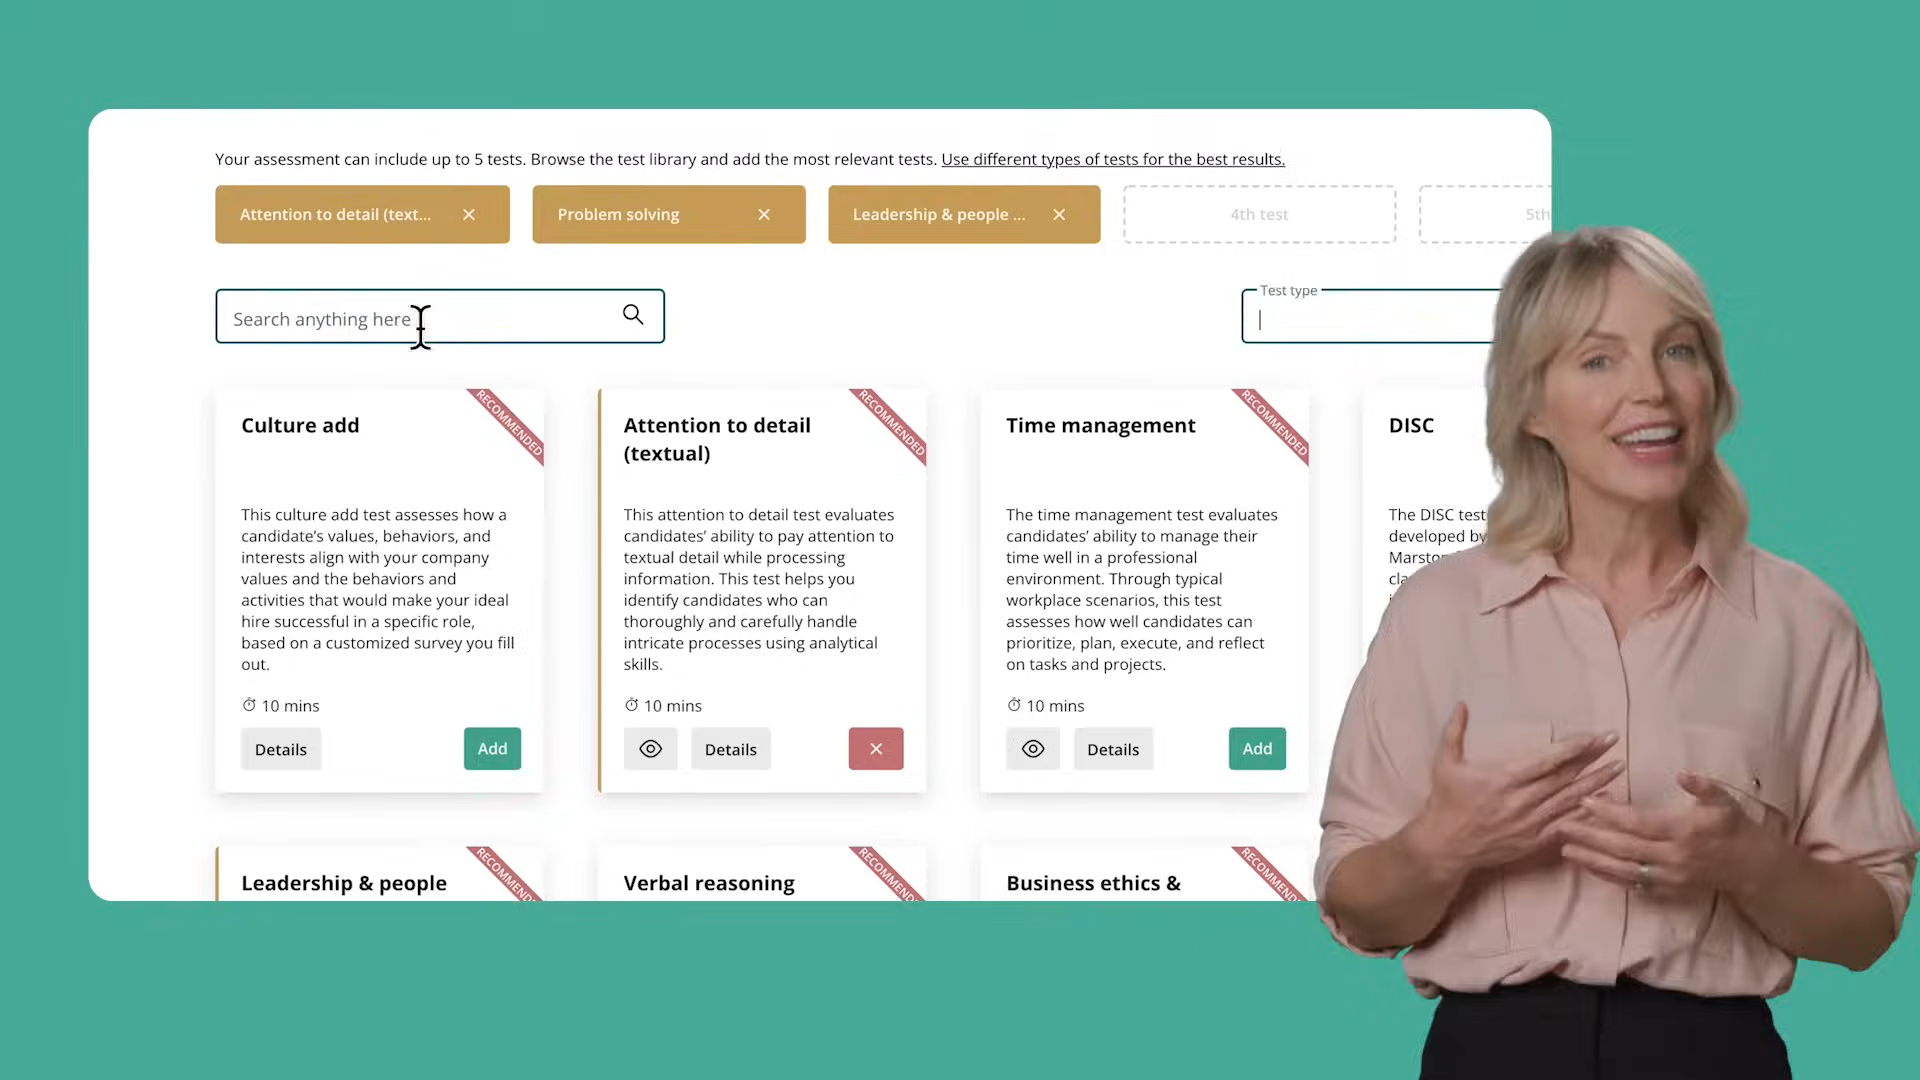 Your assessment can include up to 5 tests. Browse the test library and add the most relevant tests. Use different types of tests for the best results.
Attention to detail (text...
Problem solving
Leadership & people ...
4th test
5th
Search anything here
Test type
RECOMMENDED
Culture add
This culture add test assesses how a
candidate's values, behaviors, and
interests align with your company
values and the behaviors and
activities that would make your ideal
hire successful in a specific role,
based on a customized survey you fill
out.
10 mins
Details
Add
RECOMMENDED
Attention to detail
(textual)
This attention to detail test evaluates
candidates' ability to pay attention to
textual detail while processing
information. This test helps you
identify candidates who can
thoroughly and carefully handle
intricate processes using analytical
skills.
10 mins
Details
RECOMMENDED
Time management
The time management test evaluates
candidates' ability to manage their
time well in a professional
environment. Through typical
workplace scenarios, this test
assesses how well candidates can
prioritize, plan, execute, and reflect
on tasks and projects.
10 mins
Details
Add
DISC
The DISC test
developed by
RECOMMEND
Leadership & people
RECOMMEND
Verbal reasoning
RECOMMEND
Business ethics &